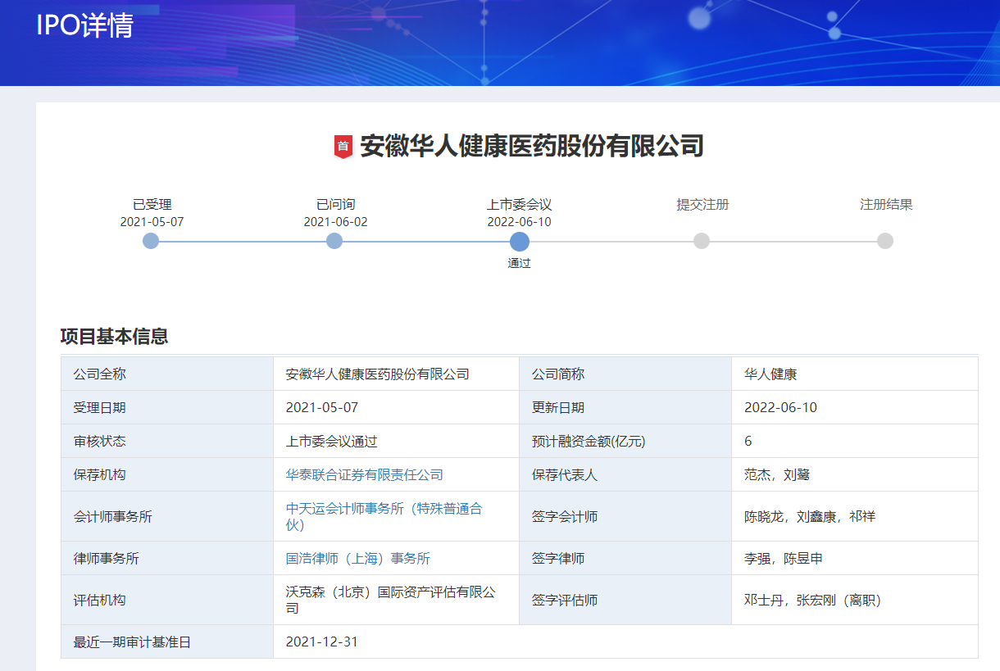 IPO详情
首 安徽华人健康医药股份有限公司
已受理 已问询 上市委会议 提交注册 注册结果
2021-05-07 2021-06-02 2022-06-10
通过
项目基本信息
公司全称 安徽华人健康医药股份有限公司 公司简称 华人健康
受理日期 2021-05-07 更新日期 2022-06-10
审核状态 上市委会议通过 预计融资金额(亿元) 6
保荐机构 华泰联合证券有限责任公司 保荐代表人 范杰，刘鹭
会计师事务所 中天运会计师事务所（特殊普通合
伙） 签字会计师 陈晓龙，刘鑫康，祁祥
律师事务所 国浩律师（上海）事务所 签字律师 李强，陈昱申
评估机构 沃克森（北京）国际资产评估有限公
司 签字评估师 邓士丹，张宏刚（离职）
最近一期审计基准日 2021-12-31